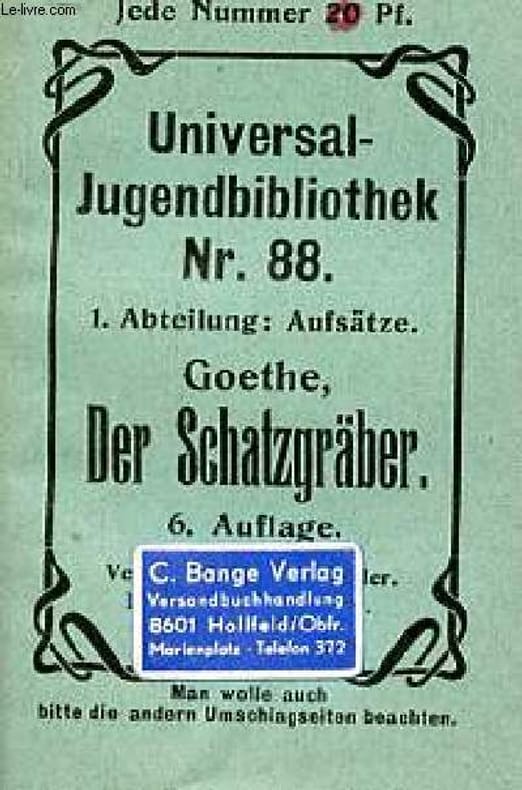 Le-livre.com
Jede Nummer 20 Pf.
Universal-
Jugendbibliothek
Nr. 88.
1. Abteilung: Aufsätze.
Goethe,
Der Schatzgräber.
6. Auflage.
C. Bange Verlag
Versandbuchhandlung
8601 Hollfeld/Obfr.
Marienplatz - Telefon 372
Man wolle auch
bitte die andern Umschlagseiten beachten.